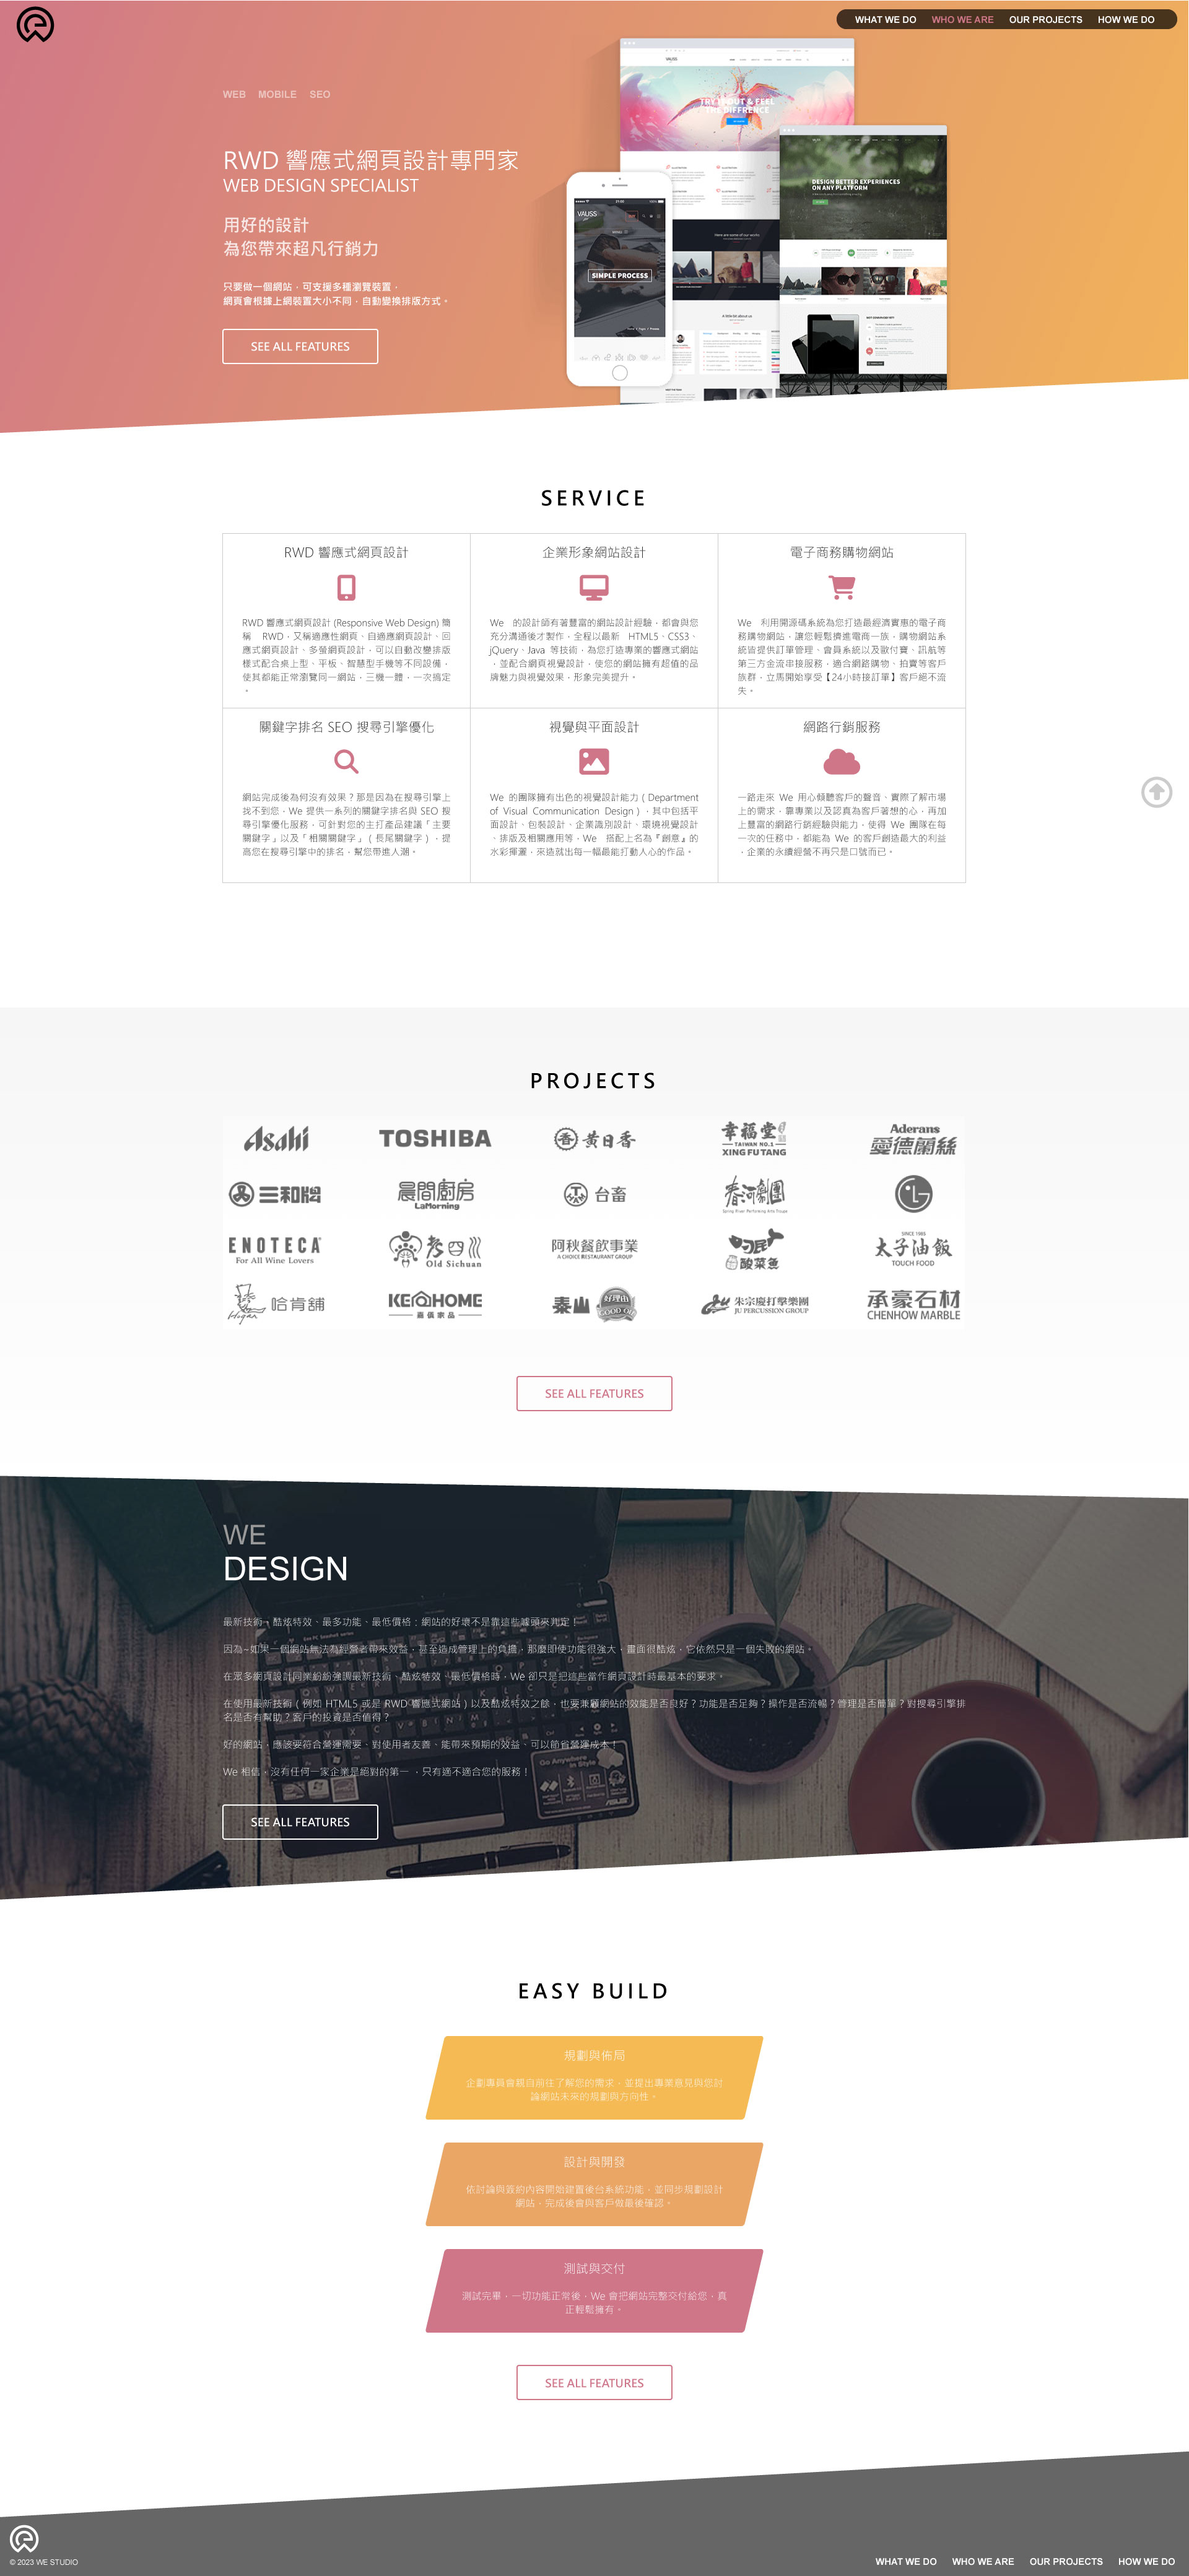 WHAT WE DO WHO WE ARE OUR PROJECTS HOW WE DO
WEB MOBILE SEO
RWD 響應式網頁設計專門家
WEB DESIGN SPECIALIST
用好的設計
為您帶來超凡行銷力
只要做一個網站，可支援多種瀏覽裝置，
網頁會根據上網裝置大小不同，自動變換排版方式。
SEE ALL FEATURES
VAUSS
TRY IT OUT & FEEL
THE DIFFRENCE
DESIGN BETTER EXPERIENCES
ON ANY PLATFORM
VAUSS
SIMPLE PROCESS
SERVICE
RWD 響應式網頁設計
RWD 響應式網頁設計 (Responsive Web Design) 簡
稱 RWD，又稱適應性網頁、自適應網頁設計、回
應式網頁設計、多螢網頁設計，可以自動改變排版
樣式配合桌上型、平板、智慧型手機等不同設備，
使其都能正常瀏覽同一網站，三機一體，一次搞定
。
企業形象網站設計
We 的設計師有著豐富的網站設計經驗，都會與您
充分溝通後才製作，全程以最新 HTML5、CSS3、
jQuery、Java 等技術，為您打造專業的響應式網站
，並配合網頁視覺設計，使您的網站擁有超值的品
牌魅力與視覺效果，形象完美提升。
電子商務購物網站
We 利用開源碼系統為您打造最經濟實惠的電子商
務購物網站，讓您輕鬆擠進電商一族，購物網站系
統皆提供訂單管理、會員系統以及歐付寶、訊航等
第三方金流串接服務，適合網路購物、拍賣等客戶
族群，立馬開始享受【24小時接訂單】客戶絕不流
失。
關鍵字排名 SEO 搜尋引擎優化
網站完成後為何沒有效果？那是因為在搜尋引擎上
找不到您，We 提供一系列的關鍵字排名與 SEO 搜
尋引擎優化服務，可針對您的主打產品建議「主要
關鍵字」以及「相關關鍵字」（長尾關鍵字），提
高您在搜尋引擎中的排名，幫您帶進人潮。
視覺與平面設計
We 的團隊擁有出色的視覺設計能力（Department
of Visual Communication Design），其中包括平
面設計、包裝設計、企業識別設計、環境視覺設計
、排版及相關應用等，We 搭配上名為『創意』的
水彩揮灑，來造就出每一幅最能打動人心的作品。
網路行銷服務
一路走來 We 用心傾聽客戶的聲音、實際了解市場
上的需求，靠專業以及認真為客戶著想的心，再加
上豐富的網路行銷經驗與能力，使得 We 團隊在每
一次的任務中，都能為 We 的客戶創造最大的利益
，企業的永續經營不再只是口號而已。
PROJECTS
Asahi TOSHIBA 香 黃日香 幸福堂 TAIWAN NO.1 XING FU TANG Aderans 愛德蘭絲
三和牌 晨間廚房 LaMorning 台畜 春河劇團 Spring River Performing Arts Troupe LG
ENOTECA For All Wine Lovers 老四川 Old Sichuan 阿秋餐飲事業 A CHOICE RESTAURANT GROUP 刁民酸菜魚 SINCE 1985 太子油飯 TOUCH FOOD
Hogan 哈肯舖 KE HOME 嘉儀家品 泰山 好理由 GOOD OIL 朱宗慶打擊樂團 JU PERCUSSION GROUP 承豪石材 CHENHOW MARBLE
SEE ALL FEATURES
WE
DESIGN
最新技術、酷炫特效、最多功能、最低價格：網站的好壞不是靠這些噱頭來判定！
因為~如果一個網站無法為經營者帶來效益，甚至造成管理上的負擔，那麼即使功能很強大，畫面很酷炫，它依然只是一個失敗的網站。
在眾多網頁設計同業紛紛強調最新技術、酷炫特效、最低價格時，We 卻只是把這些當作網頁設計時最基本的要求。
在使用最新技術（例如 HTML5 或是 RWD 響應式網站）以及酷炫特效之餘，也要兼顧網站的效能是否良好？功能是否足夠？操作是否流暢？管理是否簡單？對搜尋引擎排
名是否有幫助？客戶的投資是否值得？
好的網站，應該要符合營運需要、對使用者友善、能帶來預期的效益、可以節省營運成本！
We 相信，沒有任何一家企業是絕對的第一 ，只有適不適合您的服務！
SEE ALL FEATURES
EASY BUILD
規劃與佈局
企劃專員會親自前往了解您的需求，並提出專業意見與您討
論網站未來的規劃與方向性。
設計與開發
依討論與簽約內容開始建置後台系統功能，並同步規劃設計
網站，完成後會與客戶做最後確認。
測試與交付
測試完畢，一切功能正常後，We 會把網站完整交付給您，真
正輕鬆擁有。
SEE ALL FEATURES
© 2023 WE STUDIO
WHAT WE DO WHO WE ARE OUR PROJECTS HOW WE DO